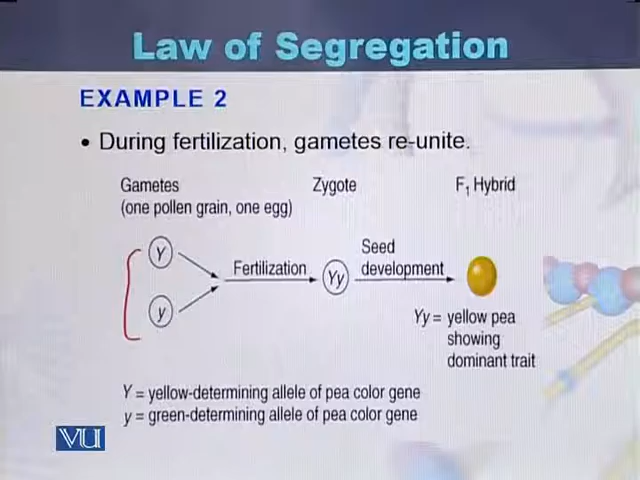 Law of Segregation
EXAMPLE 2
• During fertilization, gametes re-unite.
Gametes
(one pollen grain, one egg)
Zygote
F1 Hybrid
Y
y
Fertilization
Yy
Seed
development
Yy = yellow pea
showing
dominant trait
Y = yellow-determining allele of pea color gene
y = green-determining allele of pea color gene
VU